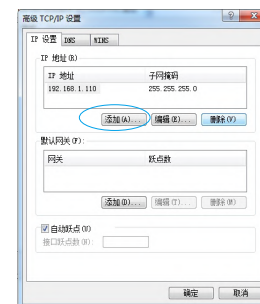 高级 TCP/IP 设置
IP 设置 DNS WINS
IP 地址(R)
IP 地址 子网掩码
192.168.1.110 255.255.255.0
添加(A)... 编辑(E)... 删除(V)
默认网关(F):
网关 跃点数
添加(D)... 编辑(T)... 删除(M)
自动跃点(U)
接口跃点数(N):
确定 取消